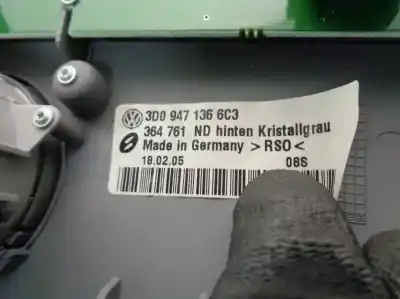 3D0 947 136 6C3
364 761 ND hinten Kristallgrau
Made in Germany >RSO<
18.02.05 08S